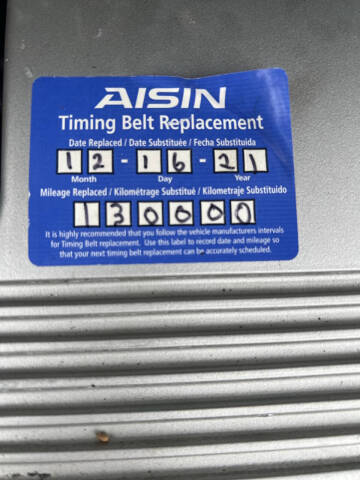 AISIN
Timing Belt Replacement
Date Replaced / Date Substituée / Fecha Substituida
12-16-21
Month Day Year
Mileage Replaced / Kilométrage Substitué / Kilometraje Substituido
130000
It is highly recommended that you follow the vehicle manufacturers intervals
for Timing Belt replacement. Use this label to record date and mileage so
that your next timing belt replacement can be accurately scheduled.